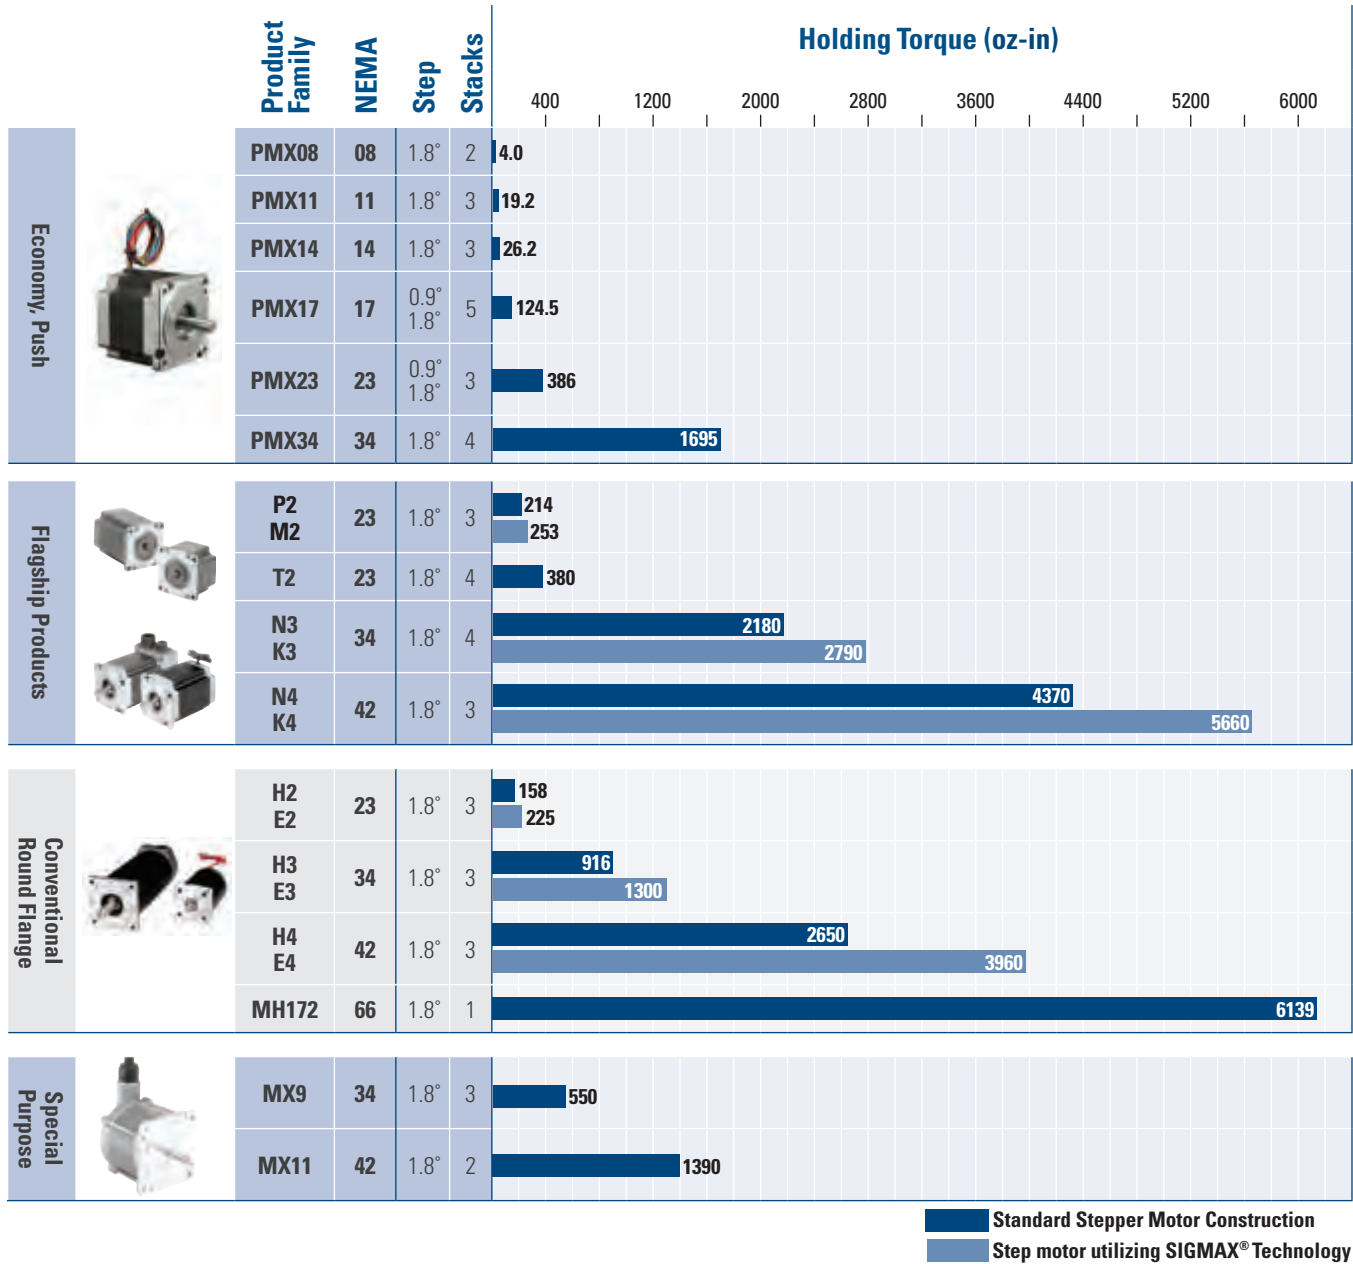 Product
Family
NEMA
Step
Stacks
Holding Torque (oz-in)
400 1200 2000 2800 3600 4400 5200 6000
Economy, Push
PMX08 08 1.8° 2 4.0
PMX11 11 1.8° 3 19.2
PMX14 14 1.8° 3 26.2
PMX17 17 0.9° 1.8° 5 124.5
PMX23 23 0.9° 1.8° 3 386
PMX34 34 1.8° 4 1695
Flagship Products
P2 214
M2 23 1.8° 3 253
T2 23 1.8° 4 380
N3 2180
K3 34 1.8° 4 2790
N4 4370
K4 42 1.8° 3 5660
Conventional
Round Flange
H2 158
E2 23 1.8° 3 225
H3 916
E3 34 1.8° 3 1300
H4 2650
E4 42 1.8° 3 3960
MH172 66 1.8° 1 6139
Special
Purpose
MX9 34 1.8° 3 550
MX11 42 1.8° 2 1390
Standard Stepper Motor Construction
Step motor utilizing SIGMAX® Technology